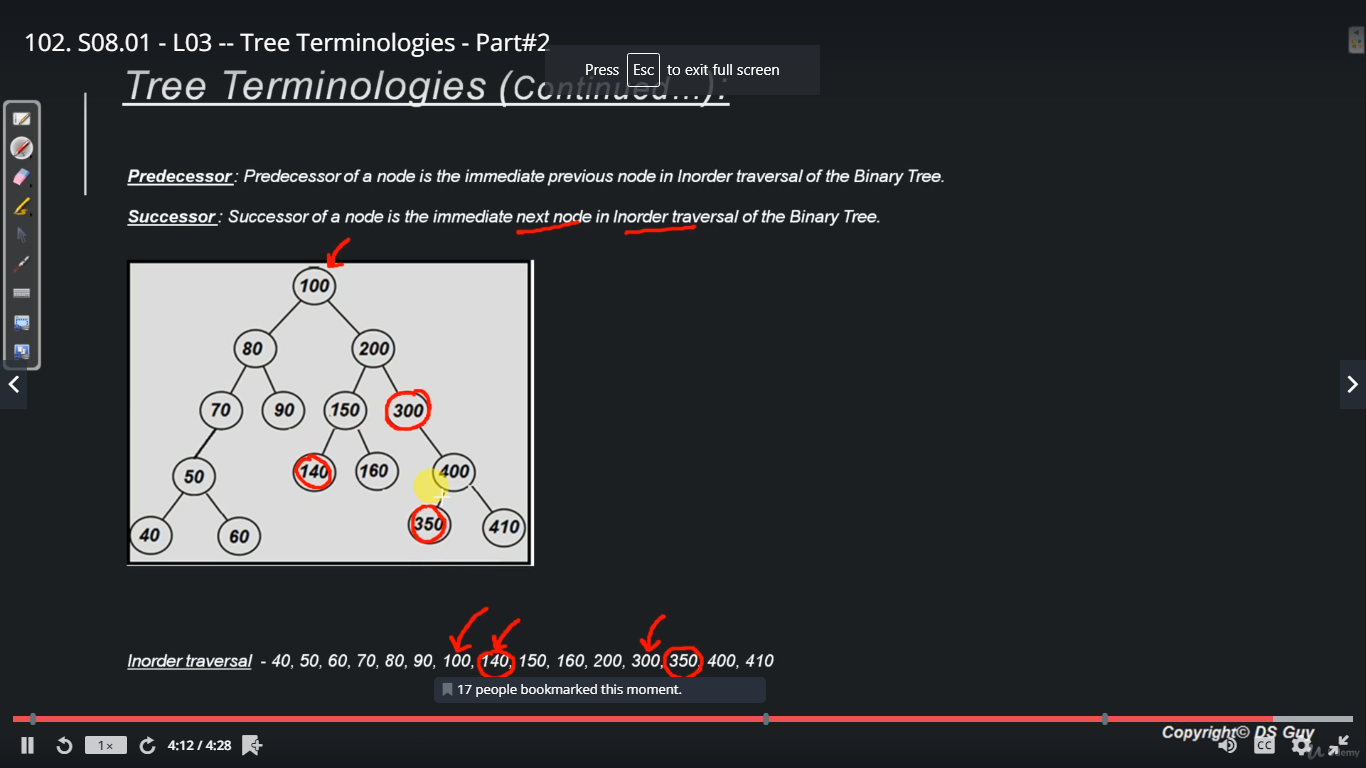 102. S08.01 - L03 -- Tree Terminologies - Part#2
Press Esc to exit full screen
Tree Terminologies (Continued...):
Predecessor : Predecessor of a node is the immediate previous node in Inorder traversal of the Binary Tree.
Successor : Successor of a node is the immediate next node in Inorder traversal of the Binary Tree.
100
80 200
70 90 150 300
50 140 160 400
40 60 350 410
Inorder traversal - 40, 50, 60, 70, 80, 90, 100, 140, 150, 160, 200, 300, 350, 400, 410
17 people bookmarked this moment.
Copyright© DS Guy
1x 4:12 / 4:28 CC